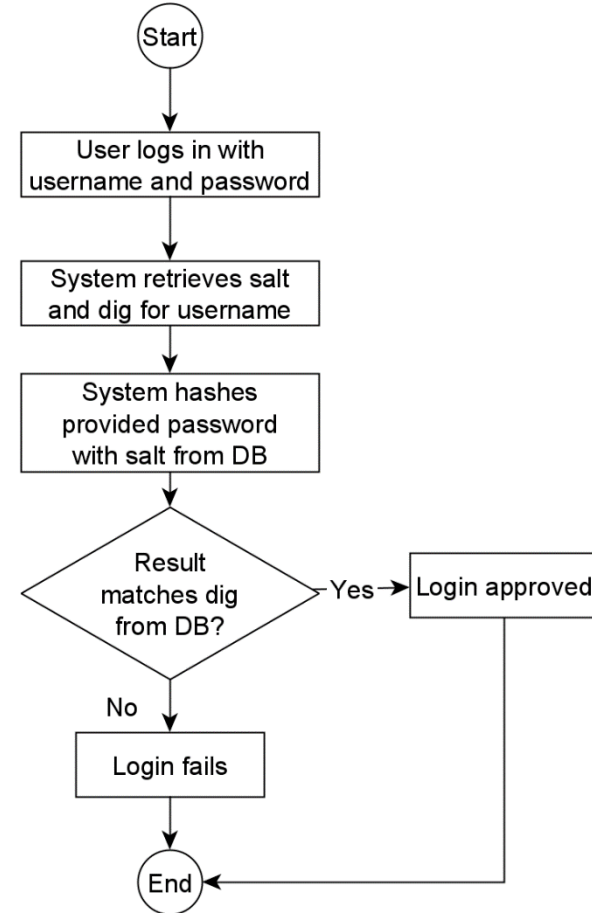 Start
User logs in with
username and password
System retrieves salt
and dig for username
System hashes
provided password
with salt from DB
Result
matches dig
from DB?
Yes
Login approved
No
Login fails
End